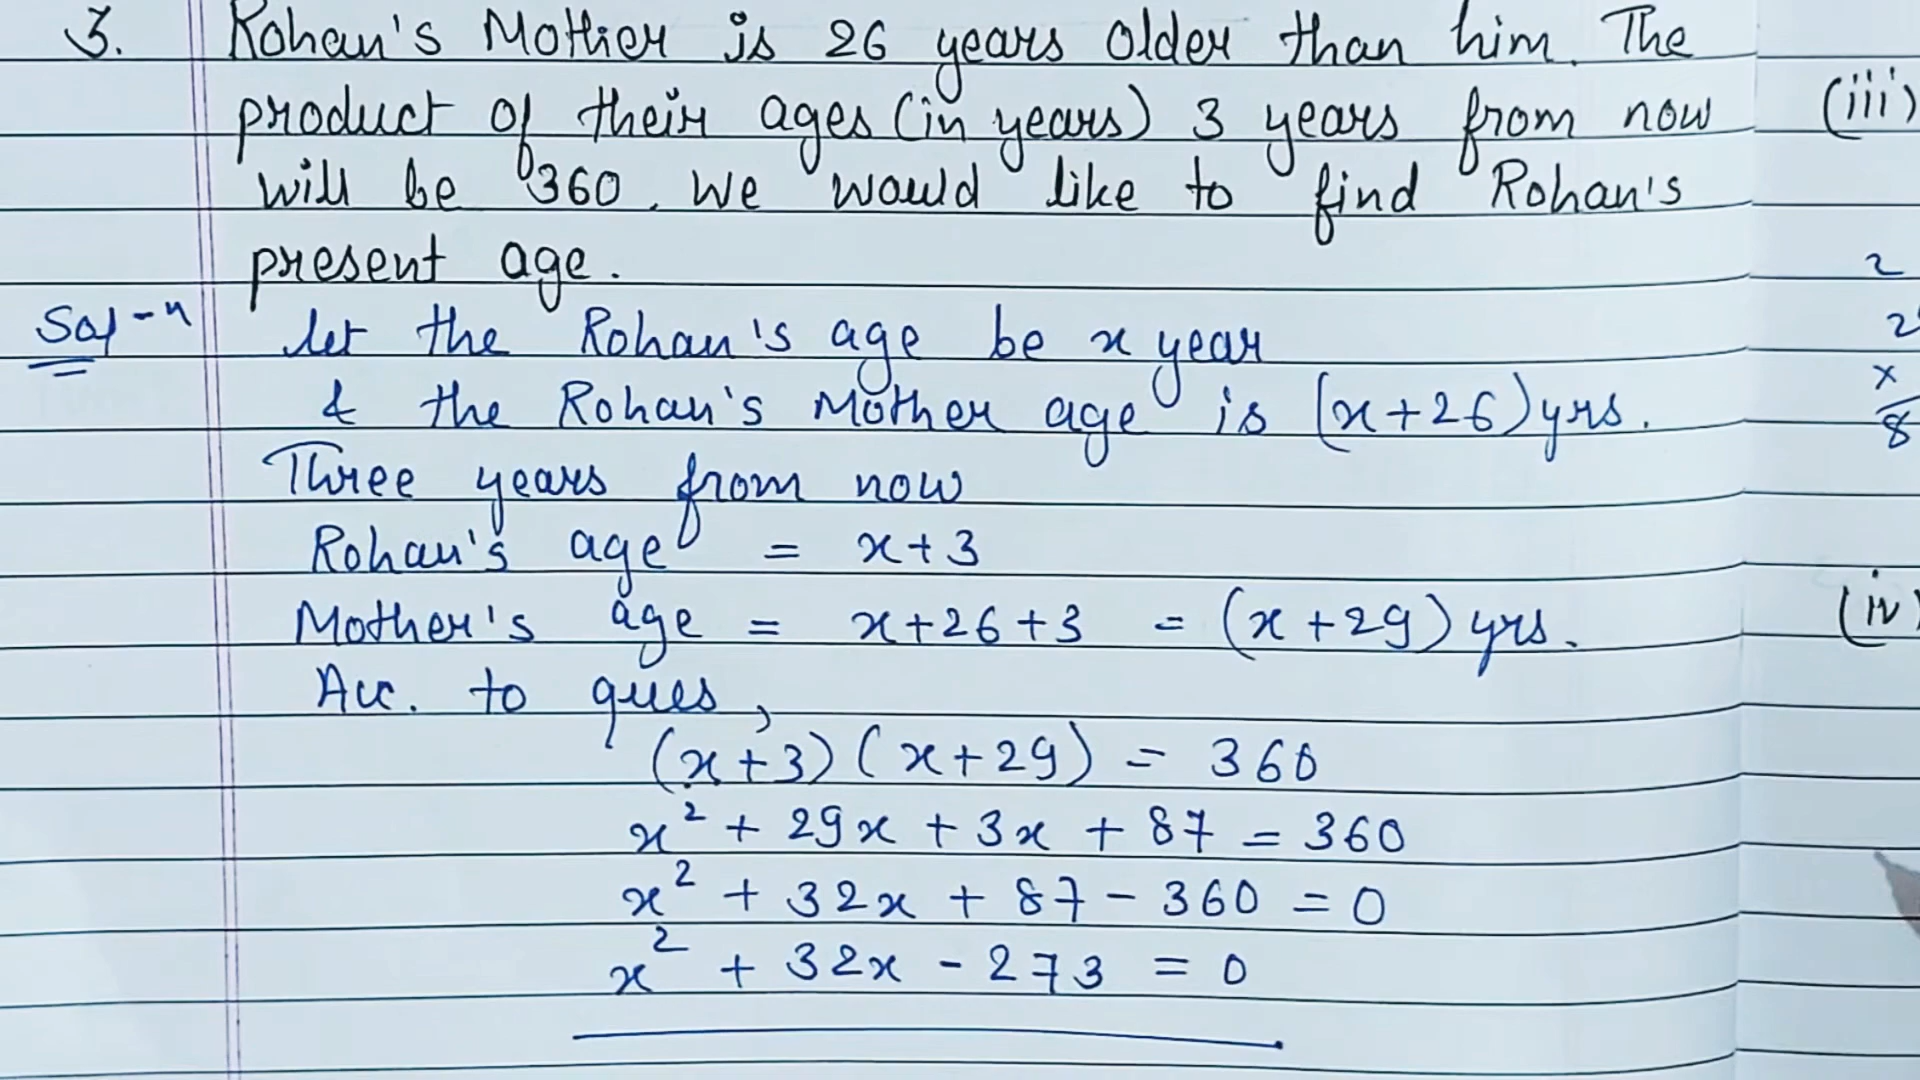 3. Rohan's Mother is 26 years older than him. The
product of their ages (in years) 3 years from now
will be 360. We would like to find Rohan's
present age.
Sol-n let the Rohan's age be x year
& the Rohan's Mother age is (x+26) yrs.
Three years from now
Rohan's age = x+3
Mother's age = x+26+3 = (x+29) yrs.
Acc. to ques,
(x+3)(x+29) = 360
x² + 29x + 3x + 87 = 360
x² + 32x + 87 - 360 = 0
x² + 32x - 273 = 0
(iii)
2
2
x
8
(iv)